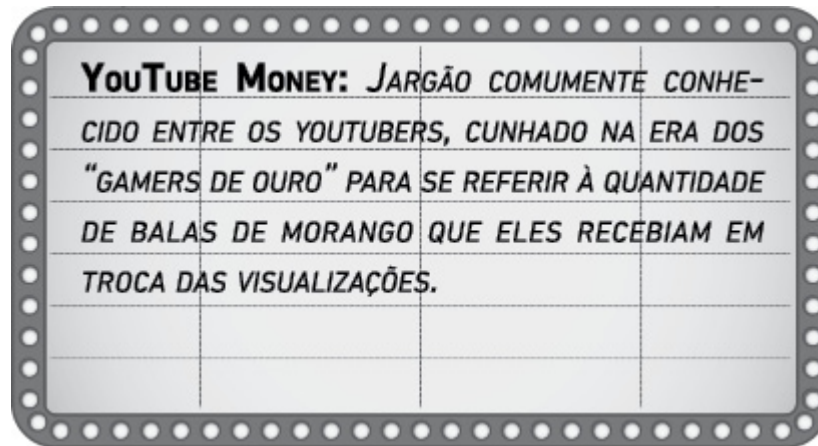 YouTube Money: Jargão comumente conhe-
cido entre os youtubers, cunhado na era dos
"gamers de ouro" para se referir à quantidade
de balas de morango que eles recebiam em
troca das visualizações.